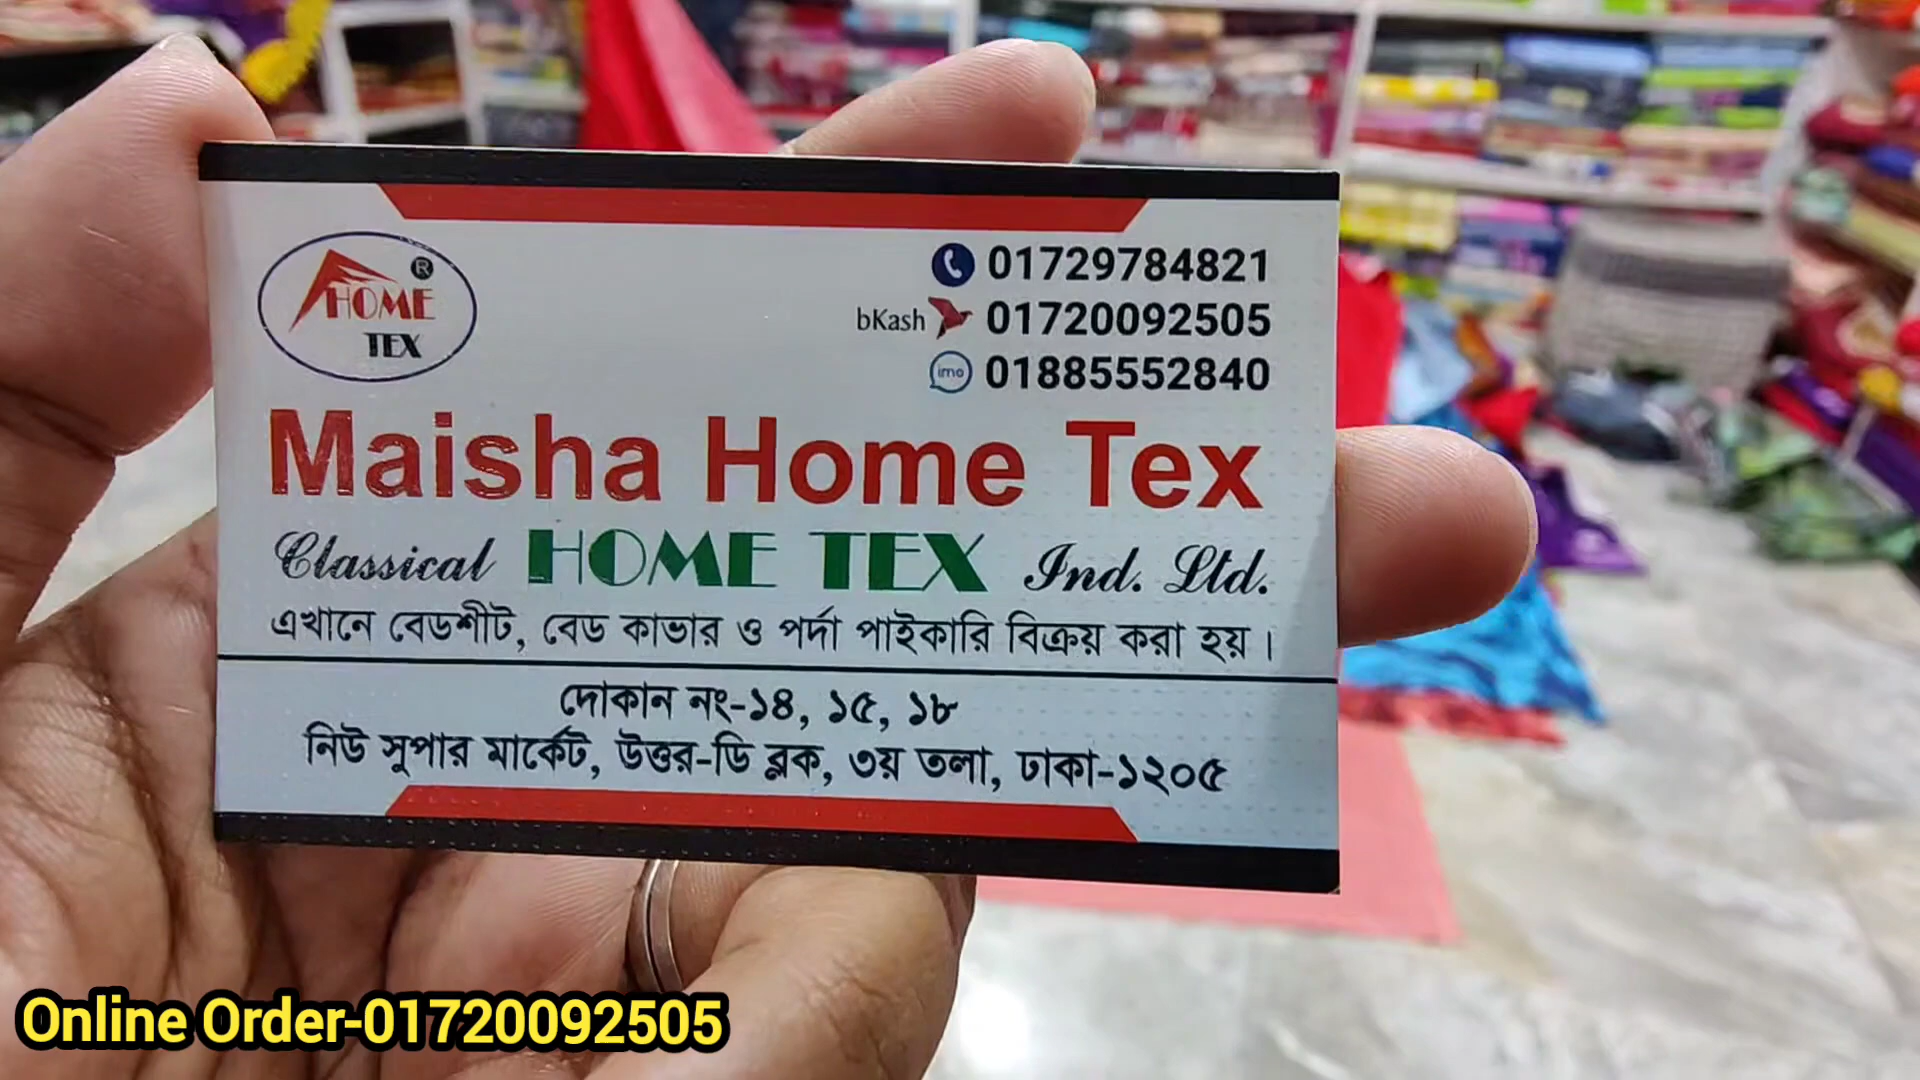 HOME
TEX
®
01729784821
bKash 01720092505
imo 01885552840
Maisha Home Tex
Classical HOME TEX Ind. Ltd.
এখানে বেডশীট, বেড কাভার ও পর্দা পাইকারি বিক্রয় করা হয়।
দোকান নং-১৪, ১৫, ১৮
নিউ সুপার মার্কেট, উত্তর-ডি ব্লক, ৩য় তলা, ঢাকা-১২০৫
Online Order-01720092505